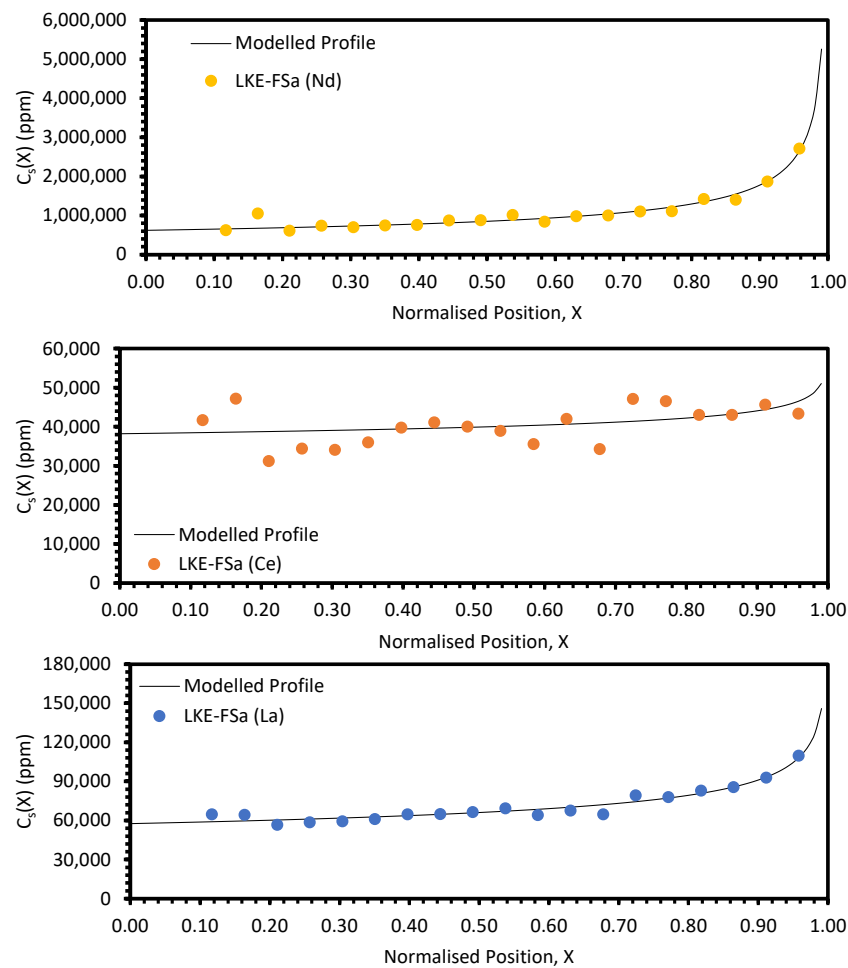 6,000,000
5,000,000
4,000,000
3,000,000
2,000,000
1,000,000
0
Cs(X) (ppm)
Modelled Profile
LKE-FSa (Nd)
0.00 0.10 0.20 0.30 0.40 0.50 0.60 0.70 0.80 0.90 1.00
Normalised Position, X
60,000
50,000
40,000
30,000
20,000
10,000
0
Cs(X) (ppm)
Modelled Profile
LKE-FSa (Ce)
0.00 0.10 0.20 0.30 0.40 0.50 0.60 0.70 0.80 0.90 1.00
Normalised Position, X
180,000
150,000
120,000
90,000
60,000
30,000
0
Cs(X) (ppm)
Modelled Profile
LKE-FSa (La)
0.00 0.10 0.20 0.30 0.40 0.50 0.60 0.70 0.80 0.90 1.00
Normalised Position, X